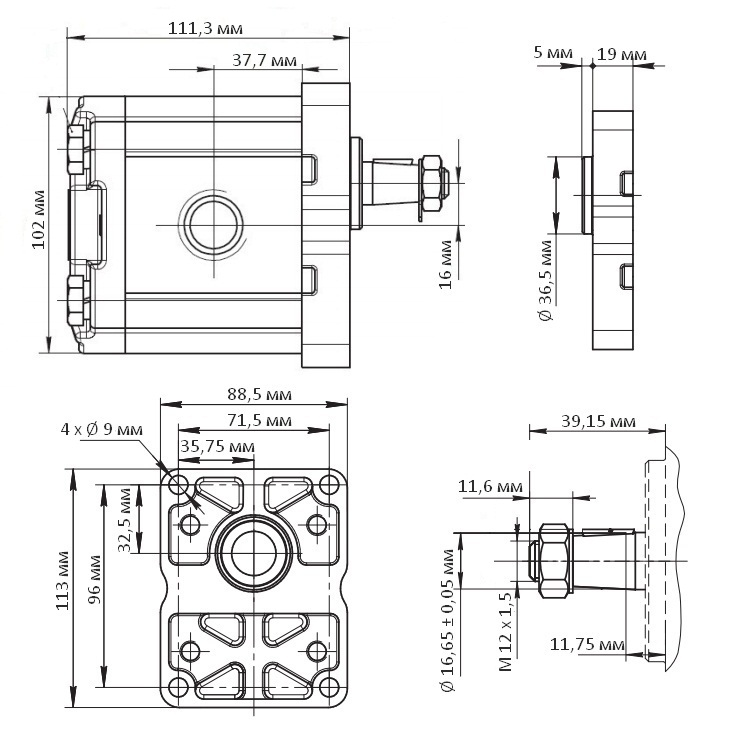 111,3 мм
37,7 мм
5 мм
19 мм
102 мм
16 мм
Ø 36,5 мм
88,5 мм
71,5 мм
4 x Ø 9 мм
35,75 мм
32,5 мм
96 мм
113 мм
39,15 мм
11,6 мм
Ø 16,65 ± 0,05 мм
M 12 x 1,5
11,75 мм